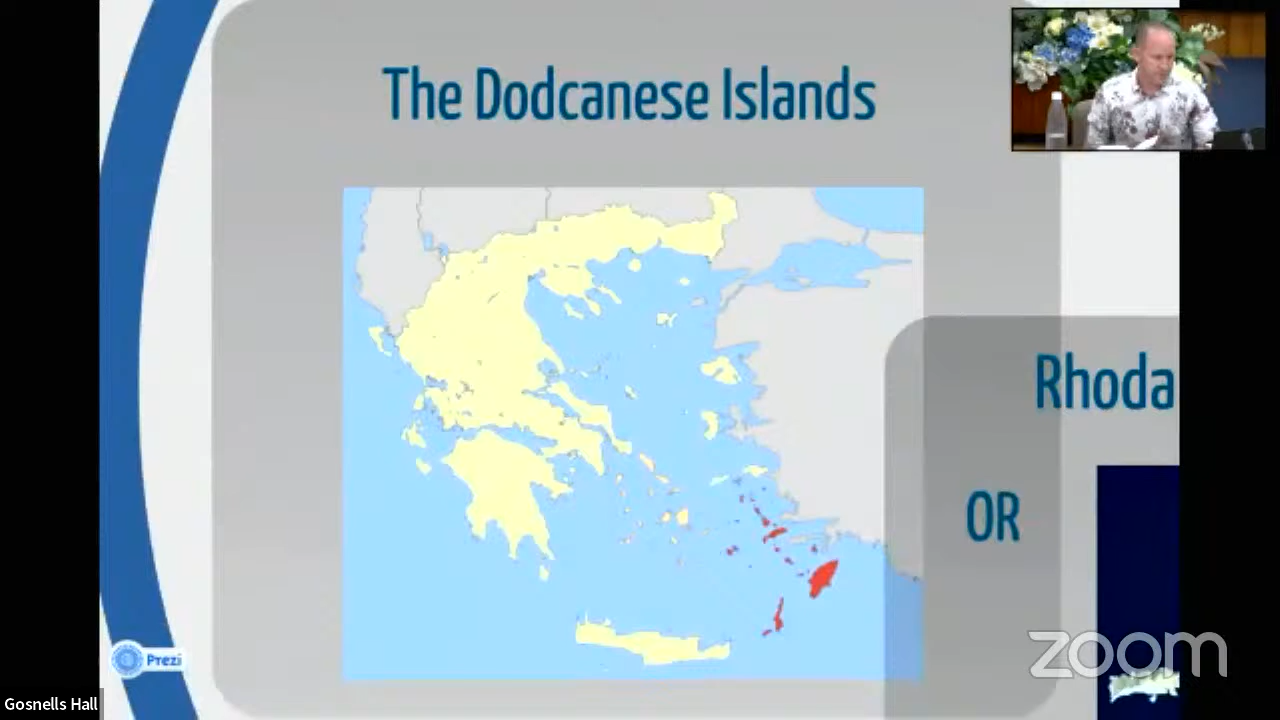 The Dodcanese Islands
Rhoda
OR
Prezi
zoom
Gosnells Hall